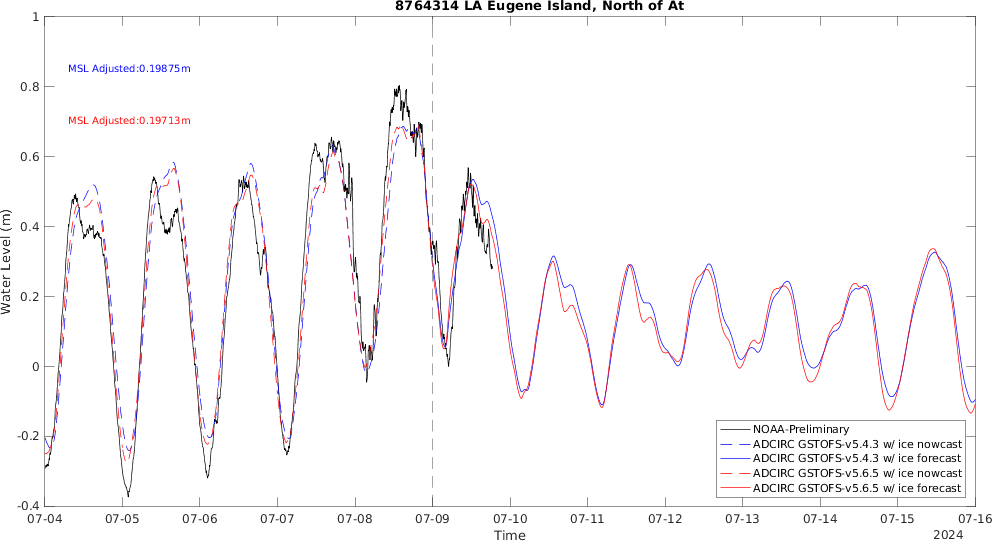 8764314 LA Eugene Island, North of At
Water Level (m)
1
0.8
0.6
0.4
0.2
0
-0.2
-0.4
MSL Adjusted:0.19875m
MSL Adjusted:0.19713m
NOAA-Preliminary
ADCIRC GSTOFS-v5.4.3 w/ ice nowcast
ADCIRC GSTOFS-v5.4.3 w/ ice forecast
ADCIRC GSTOFS-v5.6.5 w/ ice nowcast
ADCIRC GSTOFS-v5.6.5 w/ ice forecast
07-04 07-05 07-06 07-07 07-08 07-09 07-10 07-11 07-12 07-13 07-14 07-15 07-16
Time
2024